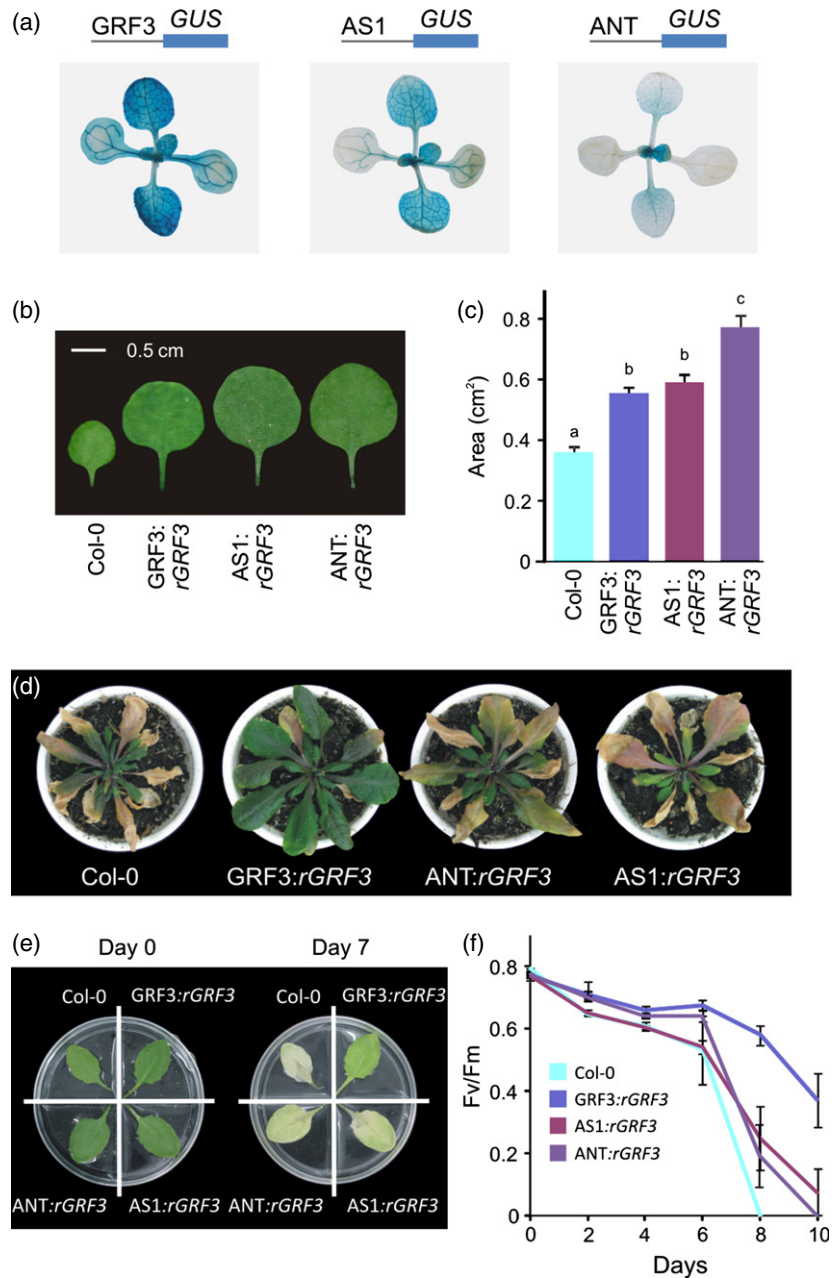 (a)
GRF3 GUS
AS1 GUS
ANT GUS
(b)
0.5 cm
Col-0
GRF3:
rGRF3
AS1:
rGRF3
ANT:
rGRF3
(c)
Area (cm²)
0.8
0.6
0.4
0.2
0
a
b
b
c
Col-0
GRF3:
rGRF3
AS1:
rGRF3
ANT:
rGRF3
(d)
Col-0
GRF3:rGRF3
ANT:rGRF3
AS1:rGRF3
(e)
Day 0
Day 7
Col-0
GRF3:rGRF3
ANT:rGRF3
AS1:rGRF3
Col-0
GRF3:rGRF3
ANT:rGRF3
AS1:rGRF3
(f)
Fv/Fm
0.8
0.6
0.4
0.2
0
Col-0
GRF3:rGRF3
AS1:rGRF3
ANT:rGRF3
0 2 4 6 8 10
Days